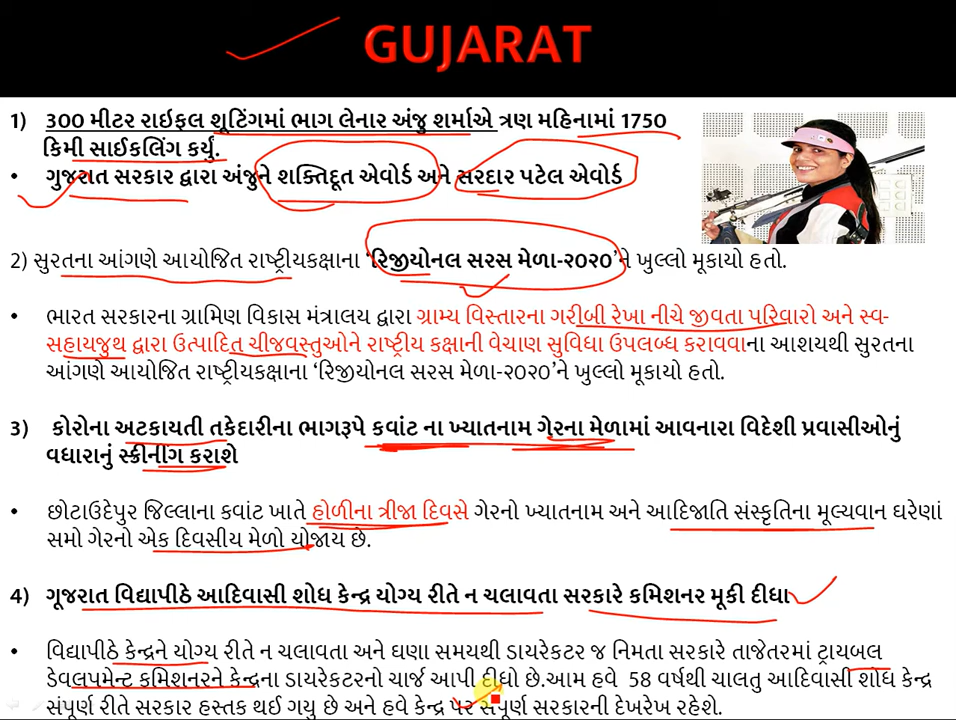 GUJARAT
1) 300 મીટર રાઇફલ શૂટિંગમાં ભાગ લેનાર અંજુ શર્માએ ત્રણ મહિનામાં 1750
કિમી સાઈકલિંગ કર્યું.
• ગુજરાત સરકાર દ્વારા અંજુને શક્તિદૂત એવોર્ડ અને સરદાર પટેલ એવોર્ડ
2) સુરતના આંગણે આયોજિત રાષ્ટ્રીયકક્ષાના ‘રિજીયોનલ સરસ મેળા-૨૦૨૦’ને ખુલ્લો મૂકાયો હતો.
• ભારત સરકારના ગ્રામિણ વિકાસ મંત્રાલય દ્વારા ગ્રામ્ય વિસ્તારના ગરીબી રેખા નીચે જીવતા પરિવારો અને સ્વ-
સહાયજુથ દ્વારા ઉત્પાદિત ચીજવસ્તુઓને રાષ્ટ્રીય કક્ષાની વેચાણ સુવિધા ઉપલબ્ધ કરાવવાના આશયથી સુરતના
આંગણે આયોજિત રાષ્ટ્રીયકક્ષાના ‘રિજીયોનલ સરસ મેળા-૨૦૨૦’ને ખુલ્લો મૂકાયો હતો.
3) કોરોના અટકાયતી તકેદારીના ભાગરૂપે કવાંટ ના ખ્યાતનામ ગેરના મેળામાં આવનારા વિદેશી પ્રવાસીઓનું
વધારાનું સ્ક્રીનીંગ કરાશે
• છોટાઉદેપુર જિલ્લાના કવાંટ ખાતે હોળીના ત્રીજા દિવસે ગેરનો ખ્યાતનામ અને આદિજાતિ સંસ્કૃતિના મૂલ્યવાન ઘરેણાં
સમો ગેરનો એક દિવસીય મેળો યોજાય છે.
4) ગૂજરાત વિદ્યાપીઠે આદિવાસી શોધ કેન્દ્ર યોગ્ય રીતે ન ચલાવતા સરકારે કમિશનર મૂકી દીધા
• વિદ્યાપીઠે કેન્દ્રને યોગ્ય રીતે ન ચલાવતા અને ઘણા સમયથી ડાયરેકટર જ નિમતા સરકારે તાજેતરમાં ટ્રાયબલ
ડેવલપમેન્ટ કમિશનરને કેન્દ્રના ડાયરેકટરનો ચાર્જ આપી દીધો છે.આમ હવે 58 વર્ષથી ચાલતુ આદિવાસી શોધ કેન્દ્ર
સંપૂર્ણ રીતે સરકાર હસ્તક થઈ ગયુ છે અને હવે કેન્દ્ર પર સંપૂર્ણ સરકારની દેખરેખ રહેશે.